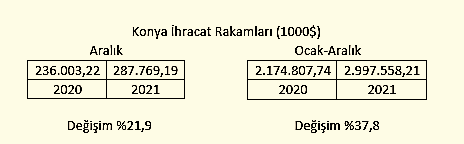 Konya İhracat Rakamları (1000$)
Aralık Ocak-Aralık
236.003,22 287.769,19 2.174.807,74 2.997.558,21
2020 2021 2020 2021
Değişim %21,9 Değişim %37,8